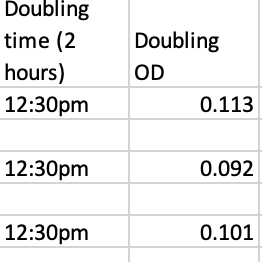 Doubling
time (2
hours)
Doubling
OD
12:30pm 0.113
12:30pm 0.092
12:30pm 0.101